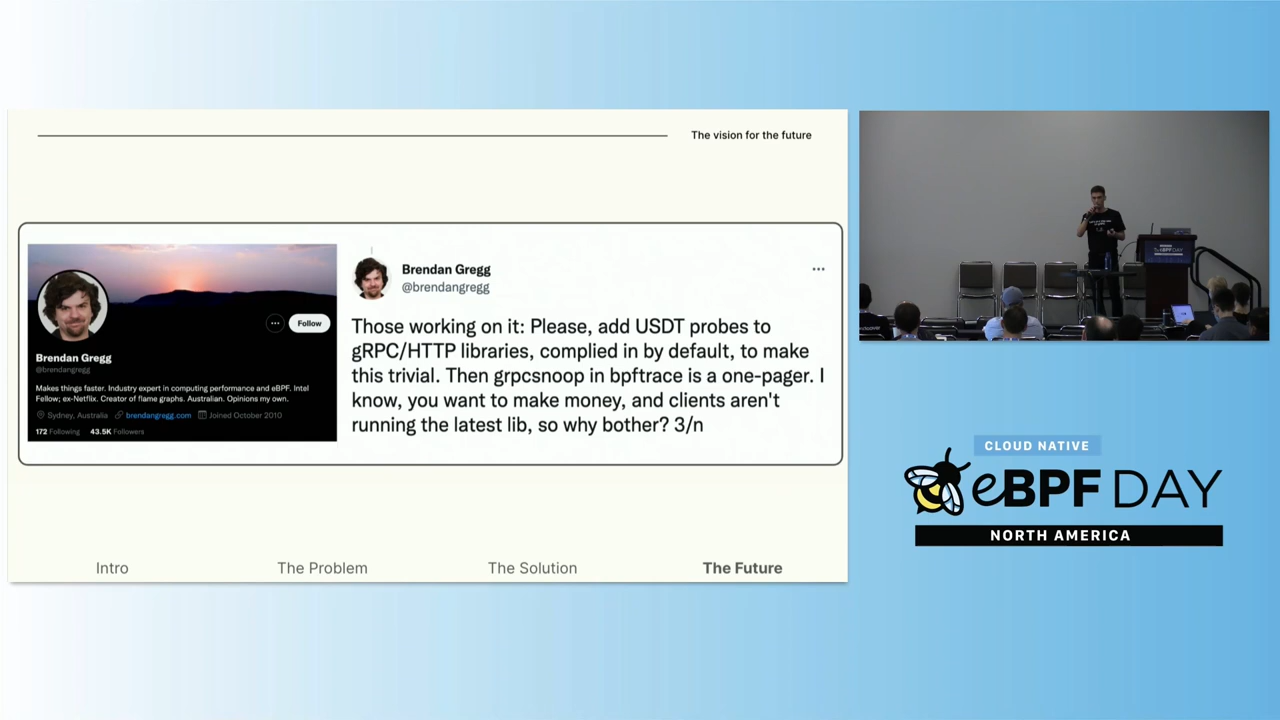 The vision for the future
Brendan Gregg
@brendangregg
Makes things faster. Industry expert in computing performance and eBPF. Intel
Fellow; ex-Netflix. Creator of flame graphs. Australian. Opinions my own.
Sydney, Australia brendangregg.com Joined October 2010
172 Following 43.5K Followers
Follow
Brendan Gregg
@brendangregg
Those working on it: Please, add USDT probes to
gRPC/HTTP libraries, complied in by default, to make
this trivial. Then grpcsnoop in bpftrace is a one-pager. I
know, you want to make money, and clients aren't
running the latest lib, so why bother? 3/n
Intro The Problem The Solution The Future
eBPF DAY
CLOUD NATIVE
eBPF DAY
NORTH AMERICA